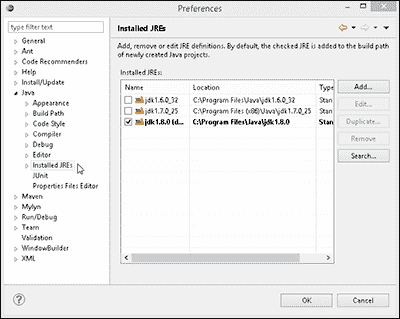 Preferences
type filter text
General
Ant
Code Recommenders
Help
Install/Update
Java
Appearance
Build Path
Code Style
Compiler
Debug
Editor
Installed JREs
JUnit
Properties Files Editor
Maven
Mylyn
Run/Debug
Team
Validation
WindowBuilder
XML
Installed JREs
Add, remove or edit JRE definitions. By default, the checked JRE is added to the build path
of newly created Java projects.
Installed JREs:
Name Location Type
jdk1.6.0_32 C:\Program Files\Java\jdk1.6.0_32 Stan
jdk1.7.0_25 C:\Program Files (x86)\Java\jdk1.7.0_25 Stan
jdk1.8.0 (d... C:\Program Files\Java\jdk1.8.0 Stan
Add...
Edit...
Duplicate...
Remove
Search...
OK Cancel